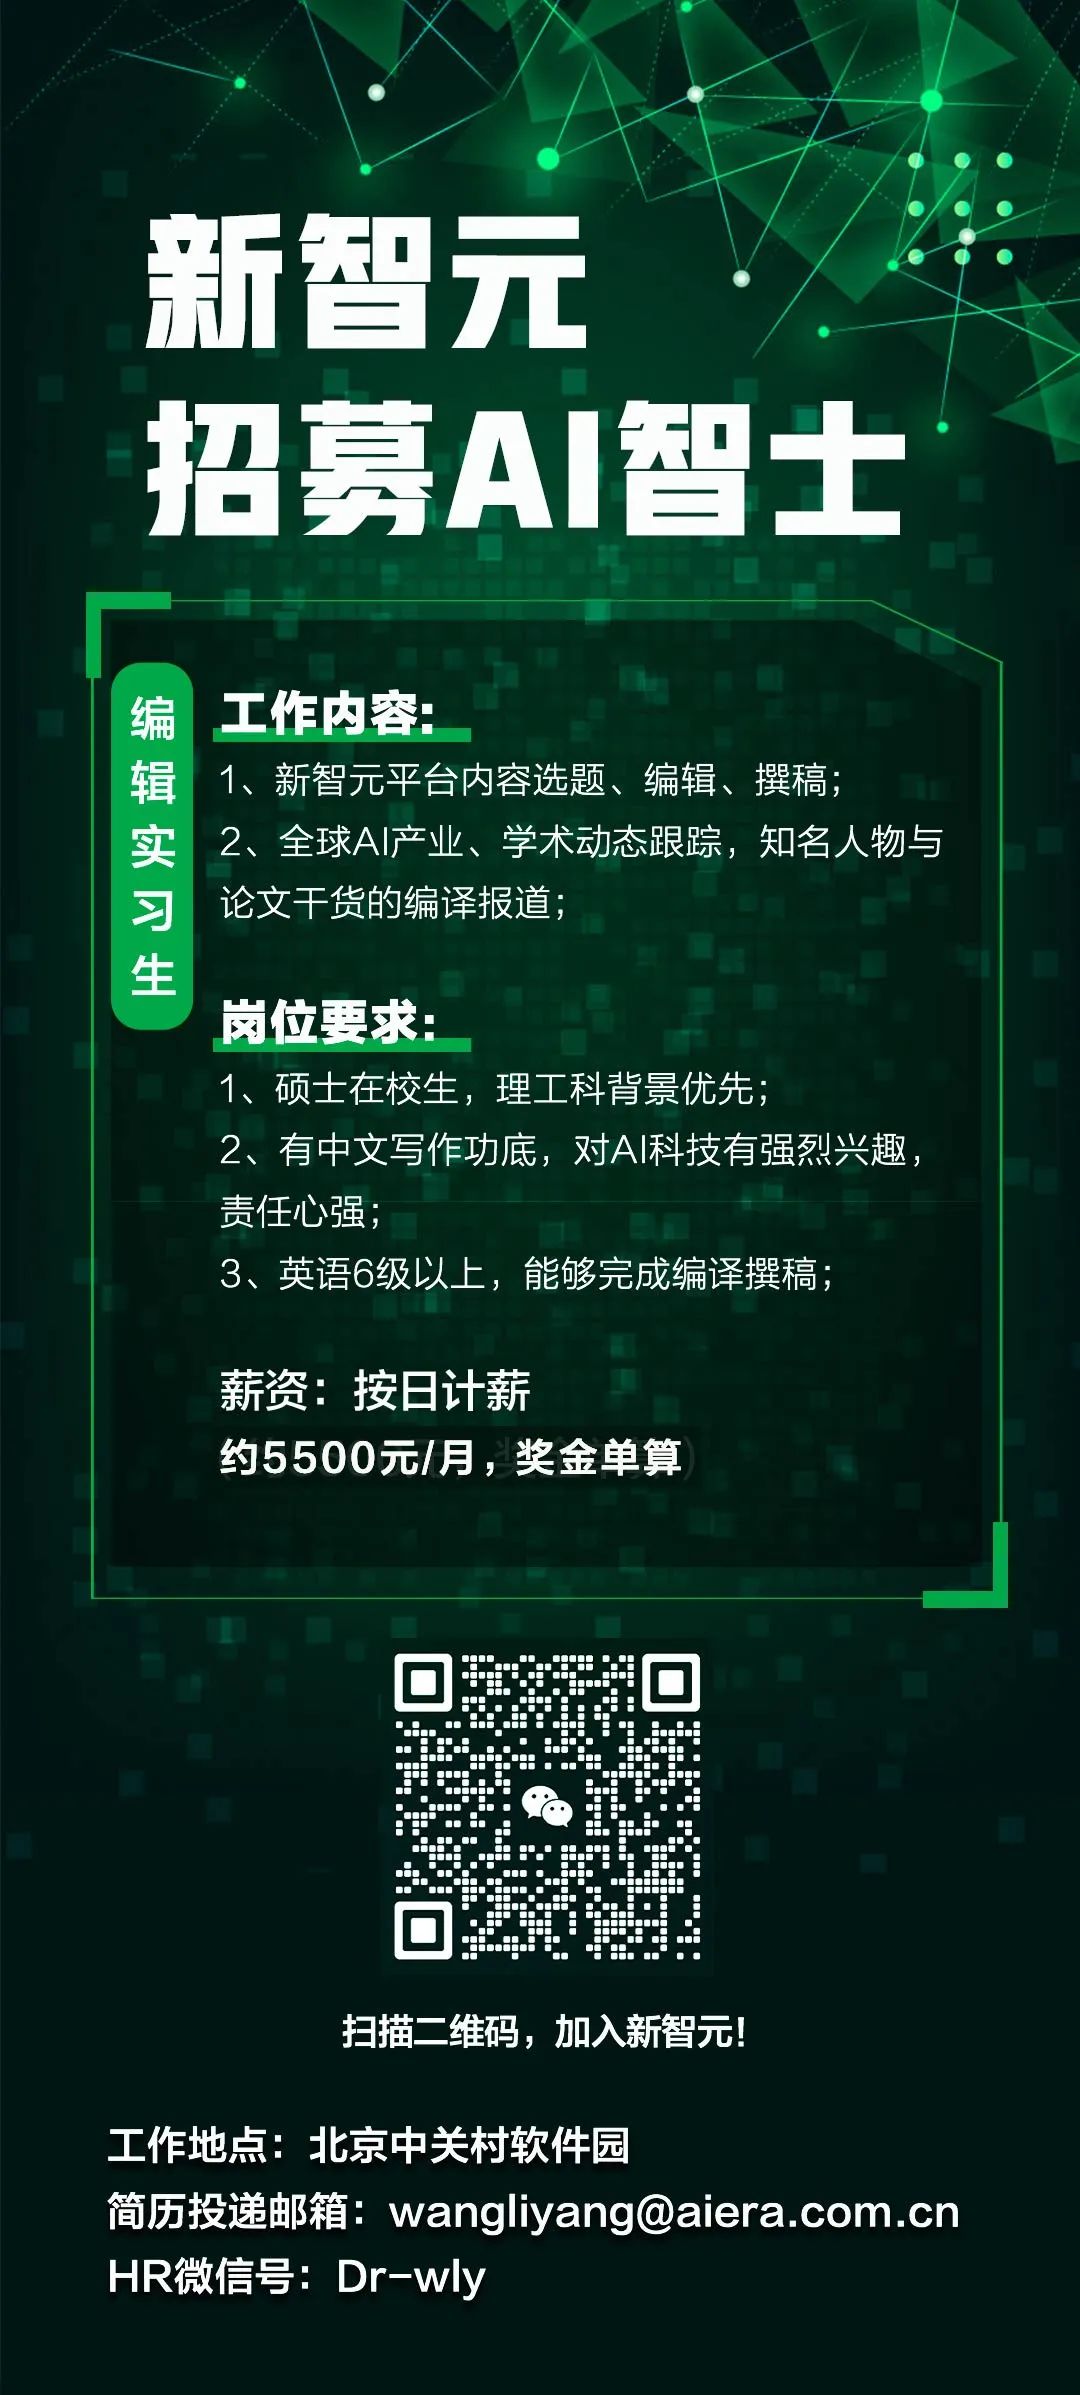 新智元
招募AI智士
编辑实习生
工作内容:
1、新智元平台内容选题、编辑、撰稿；
2、全球AI产业、学术动态跟踪，知名人物与
论文干货的编译报道；
岗位要求:
1、硕士在校生，理工科背景优先；
2、有中文写作功底，对AI科技有强烈兴趣，
责任心强；
3、英语6级以上，能够完成编译撰稿；
薪资：按日计薪
约5500元/月，奖金单算
扫描二维码，加入新智元!
工作地点：北京中关村软件园
简历投递邮箱：wangliyang@aiera.com.cn
HR微信号：Dr-wly